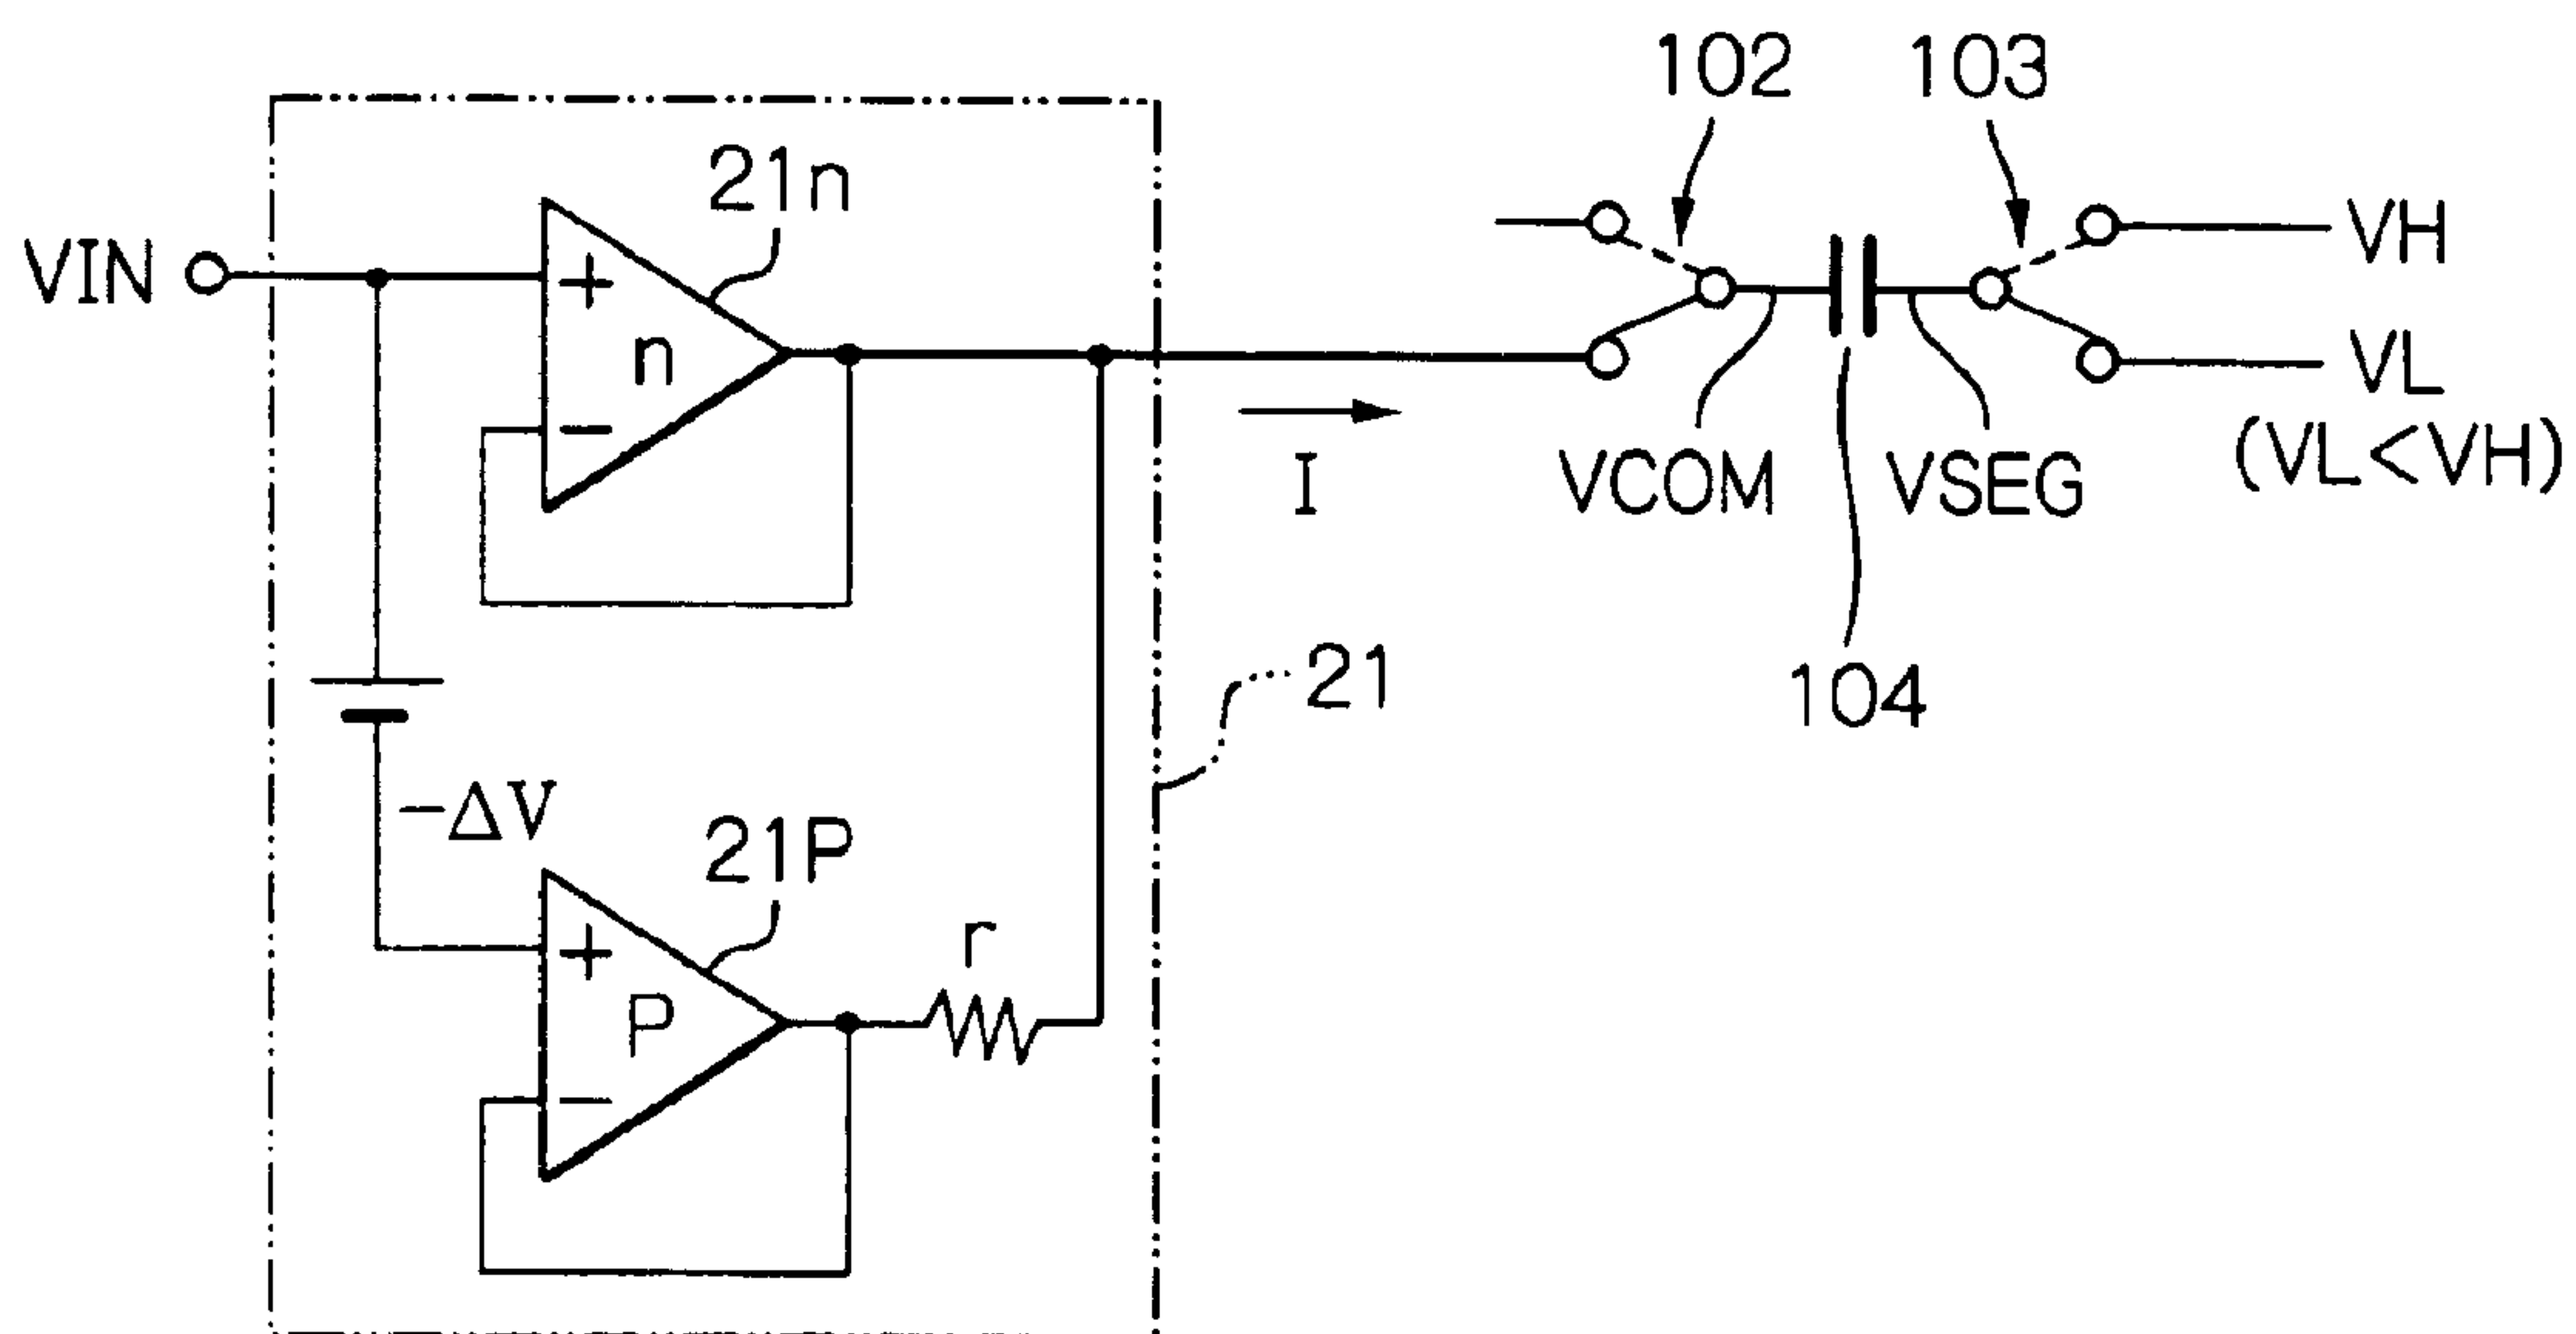 102
103
21n
VIN
+
n
−
VH
VL
(VL<VH)
I
VCOM
VSEG
21
104
−ΔV
21P
+
P
−
r